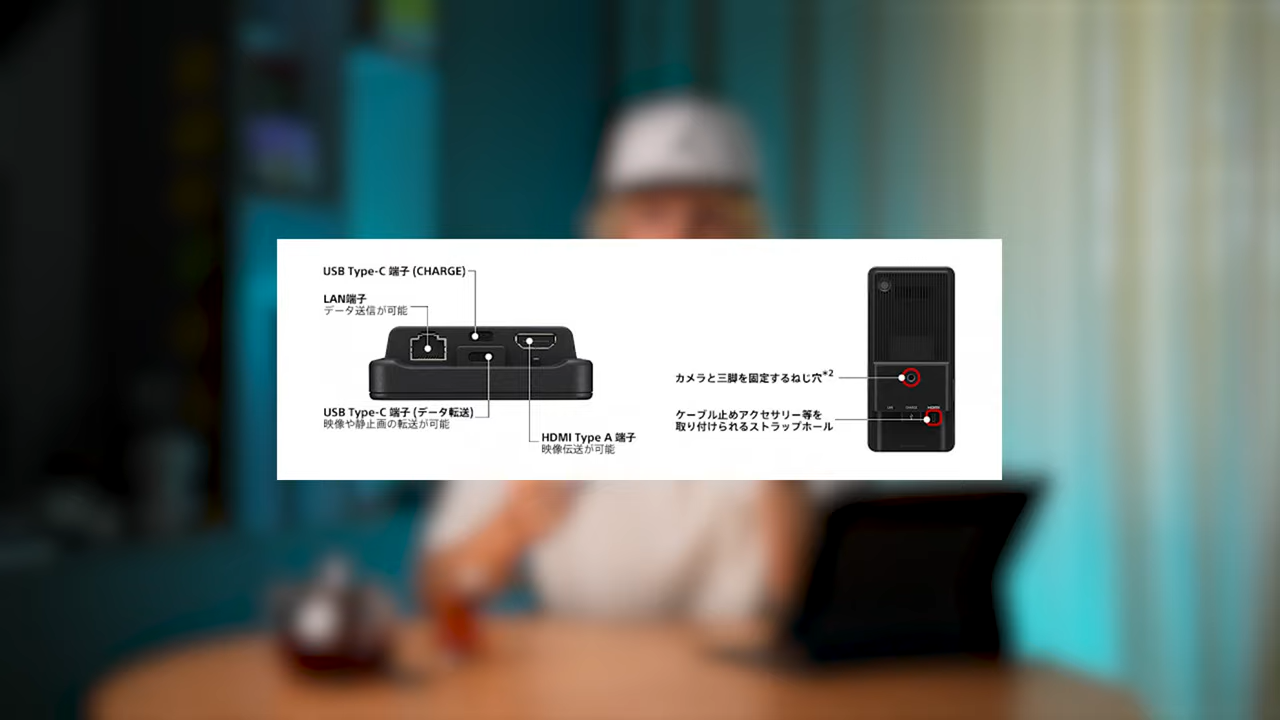 USB Type-C 端子 (CHARGE)
LAN端子
データ送信が可能
USB Type-C 端子 (データ転送)
映像や静止画の転送が可能
HDMI Type A 端子
映像伝送が可能
カメラと三脚を固定するねじ穴*2
ケーブル止めアクセサリー等を
取り付けられるストラップホール